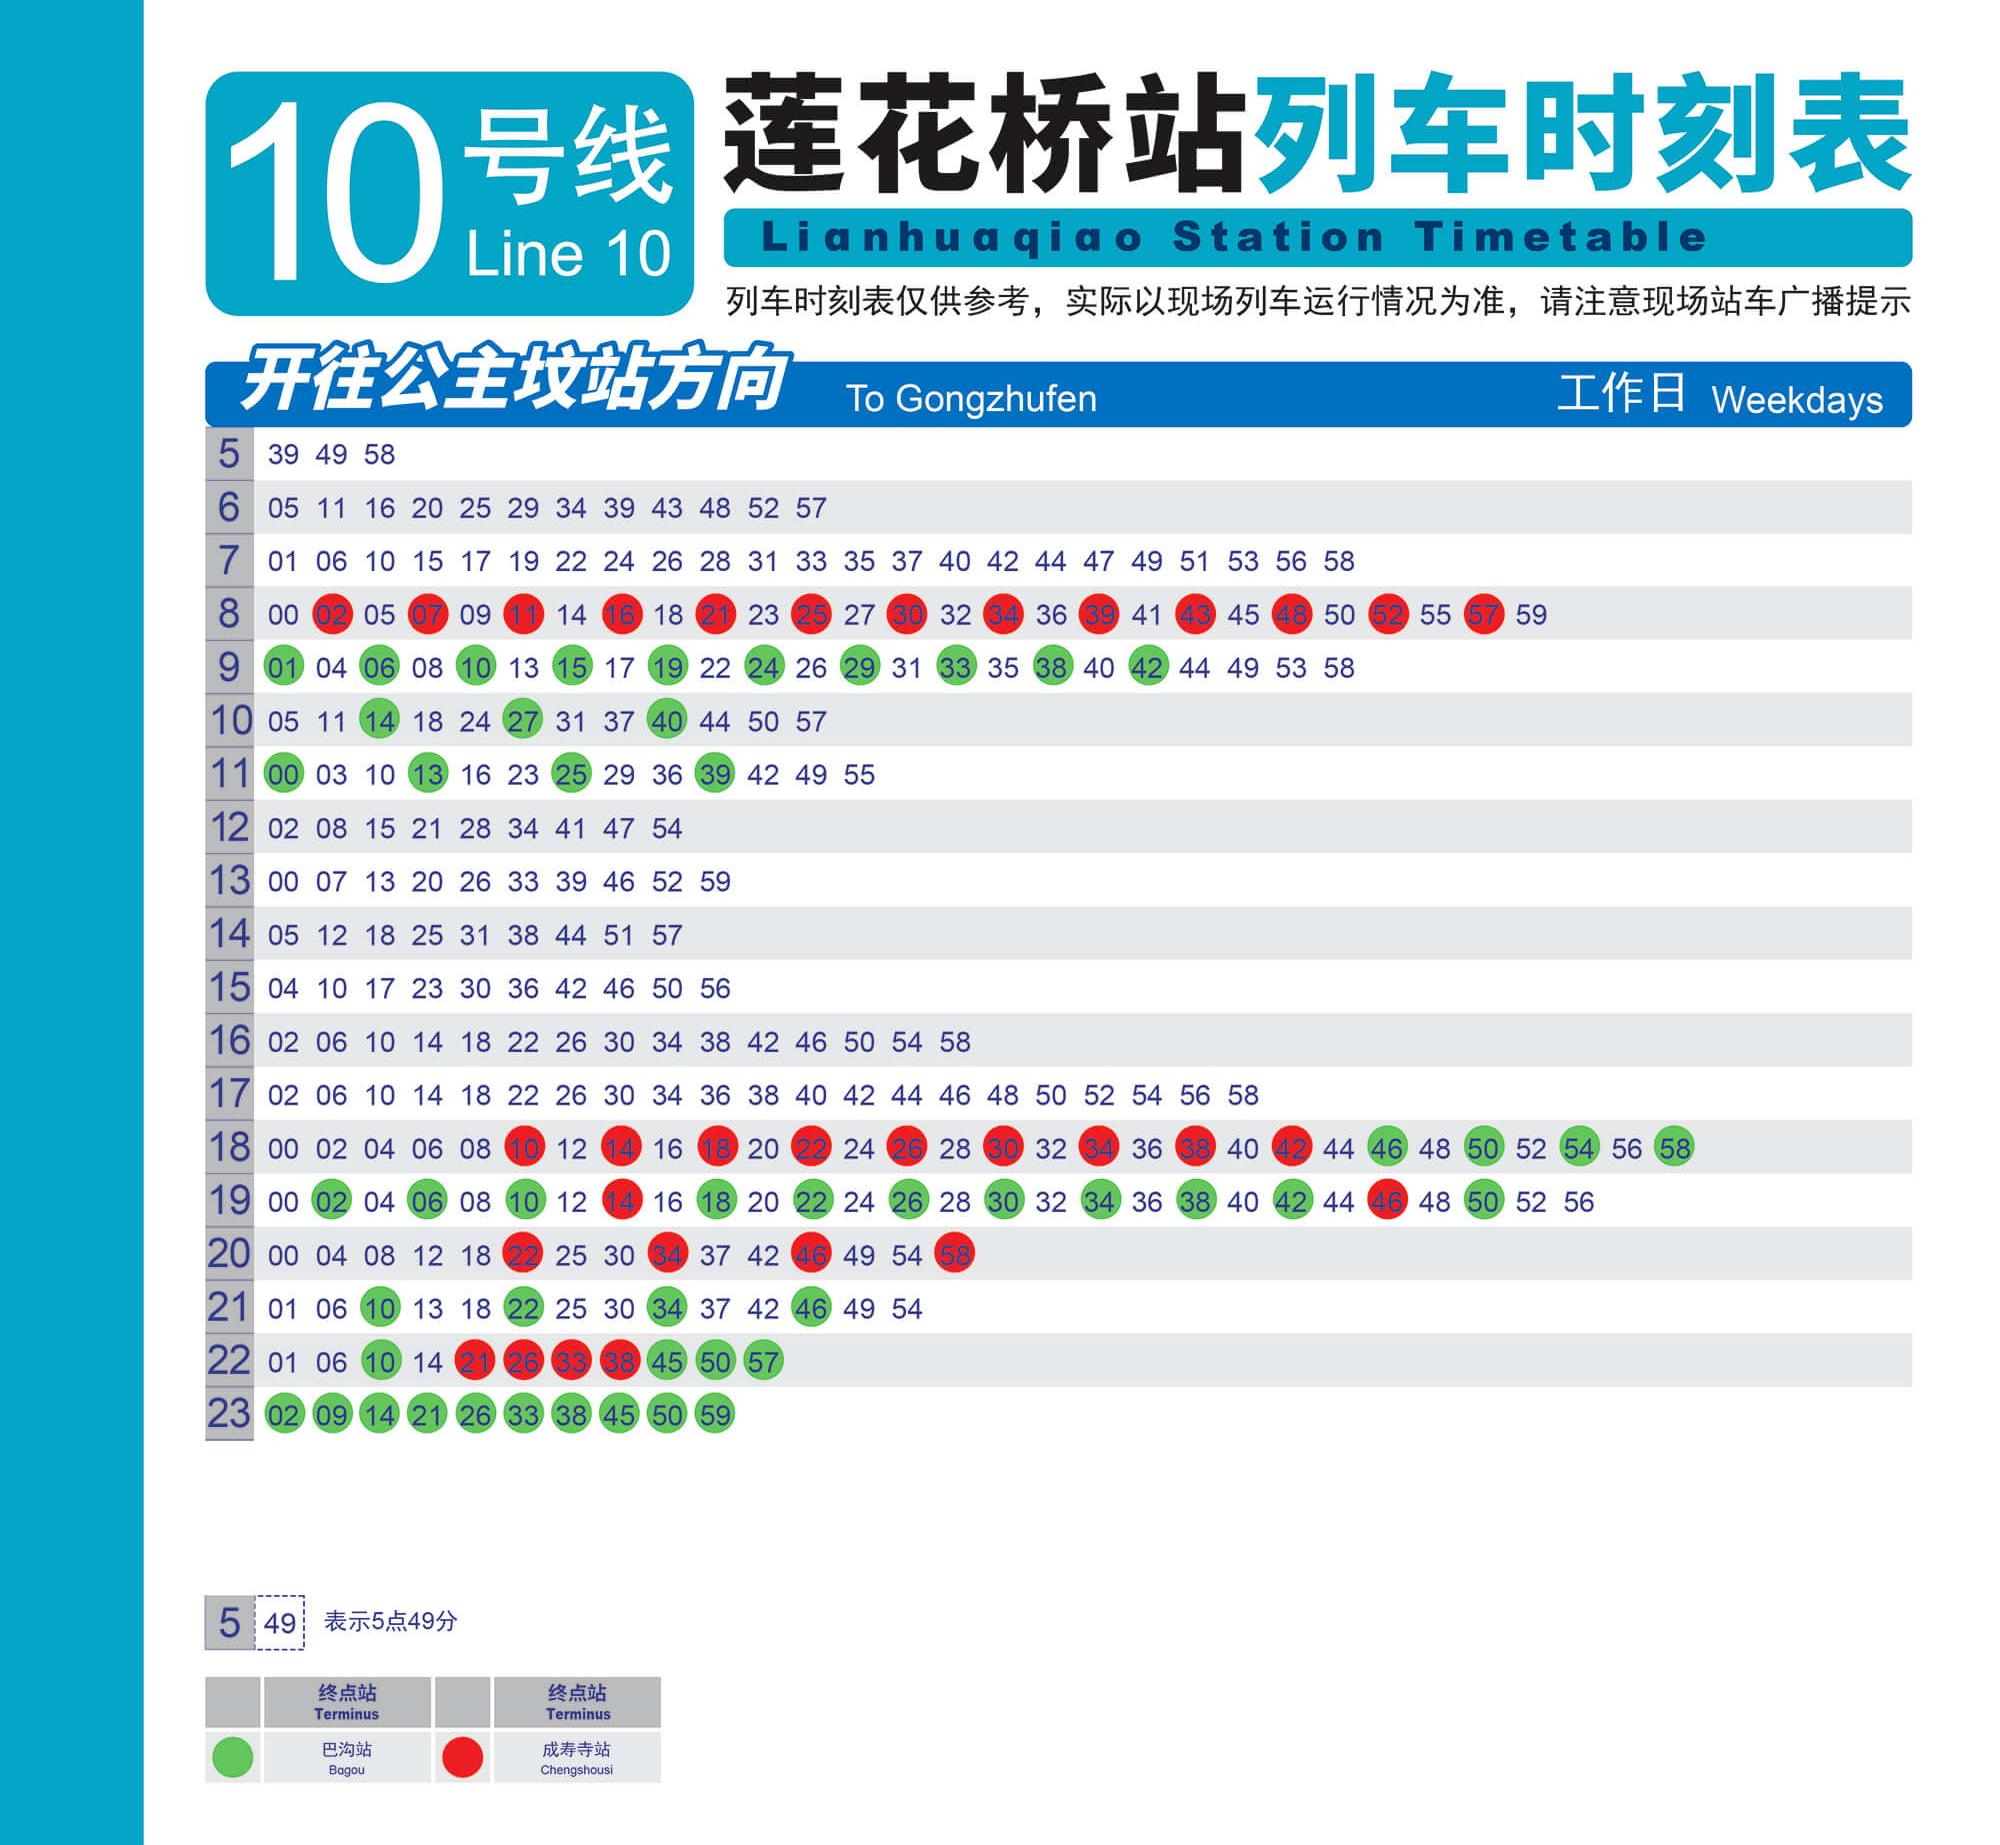 10号线
Line 10
莲花桥站列车时刻表
Lianhuaqiao Station Timetable
列车时刻表仅供参考，实际以现场列车运行情况为准，请注意现场站车广播提示
开往公主坟站方向 To Gongzhufen 工作日 Weekdays
5 39 49 58
6 05 11 16 20 25 29 34 39 43 48 52 57
7 01 06 10 15 17 19 22 24 26 28 31 33 35 37 40 42 44 47 49 51 53 56 58
8 00 02 05 07 09 11 14 16 18 21 23 25 27 30 32 34 36 39 41 43 45 48 50 52 55 57 59
9 01 04 06 08 10 13 15 17 19 22 24 26 29 31 33 35 38 40 42 44 49 53 58
10 05 11 14 18 24 27 31 37 40 44 50 57
11 00 03 10 13 16 23 25 29 36 39 42 49 55
12 02 08 15 21 28 34 41 47 54
13 00 07 13 20 26 33 39 46 52 59
14 05 12 18 25 31 38 44 51 57
15 04 10 17 23 30 36 42 46 50 56
16 02 06 10 14 18 22 26 30 34 38 42 46 50 54 58
17 02 06 10 14 18 22 26 30 34 36 38 40 42 44 46 48 50 52 54 56 58
18 00 02 04 06 08 10 12 14 16 18 20 22 24 26 28 30 32 34 36 38 40 42 44 46 48 50 52 54 56 58
19 00 02 04 06 08 10 12 14 16 18 20 22 24 26 28 30 32 34 36 38 40 42 44 46 48 50 52 56
20 00 04 08 12 18 22 25 30 34 37 42 46 49 54 58
21 01 06 10 13 18 22 25 30 34 37 42 46 49 54
22 01 06 10 14 21 26 33 38 45 50 57
23 02 09 14 21 26 33 38 45 50 59
5 49 表示5点49分
终点站 终点站
Terminus Terminus
巴沟站 成寿寺站
Bagou Chengshousi